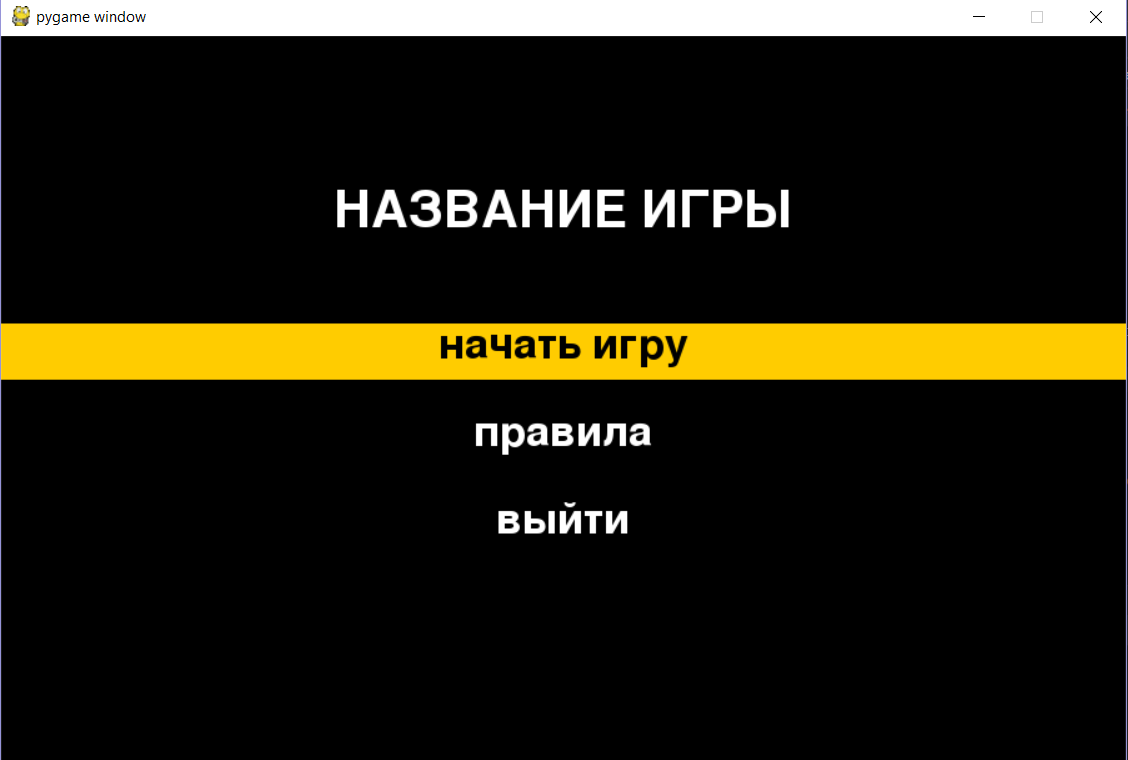 pygame window
НАЗВАНИЕ ИГРЫ
начать игру
правила
выйти